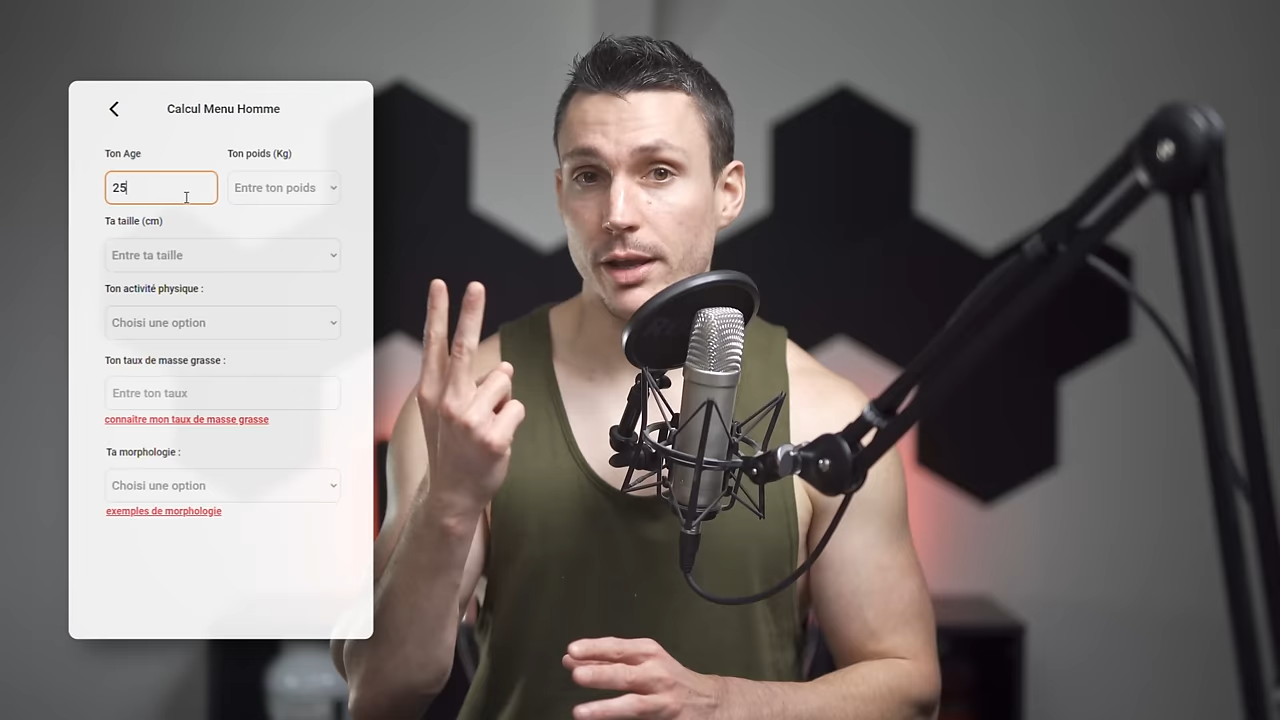 Calcul Menu Homme
Ton Age
Ton poids (Kg)
25
Entre ton poids
Ta taille (cm)
Entre ta taille
Ton activité physique :
Choisi une option
Ton taux de masse grasse :
Entre ton taux
connaître mon taux de masse grasse
Ta morphologie :
Choisi une option
exemples de morphologie